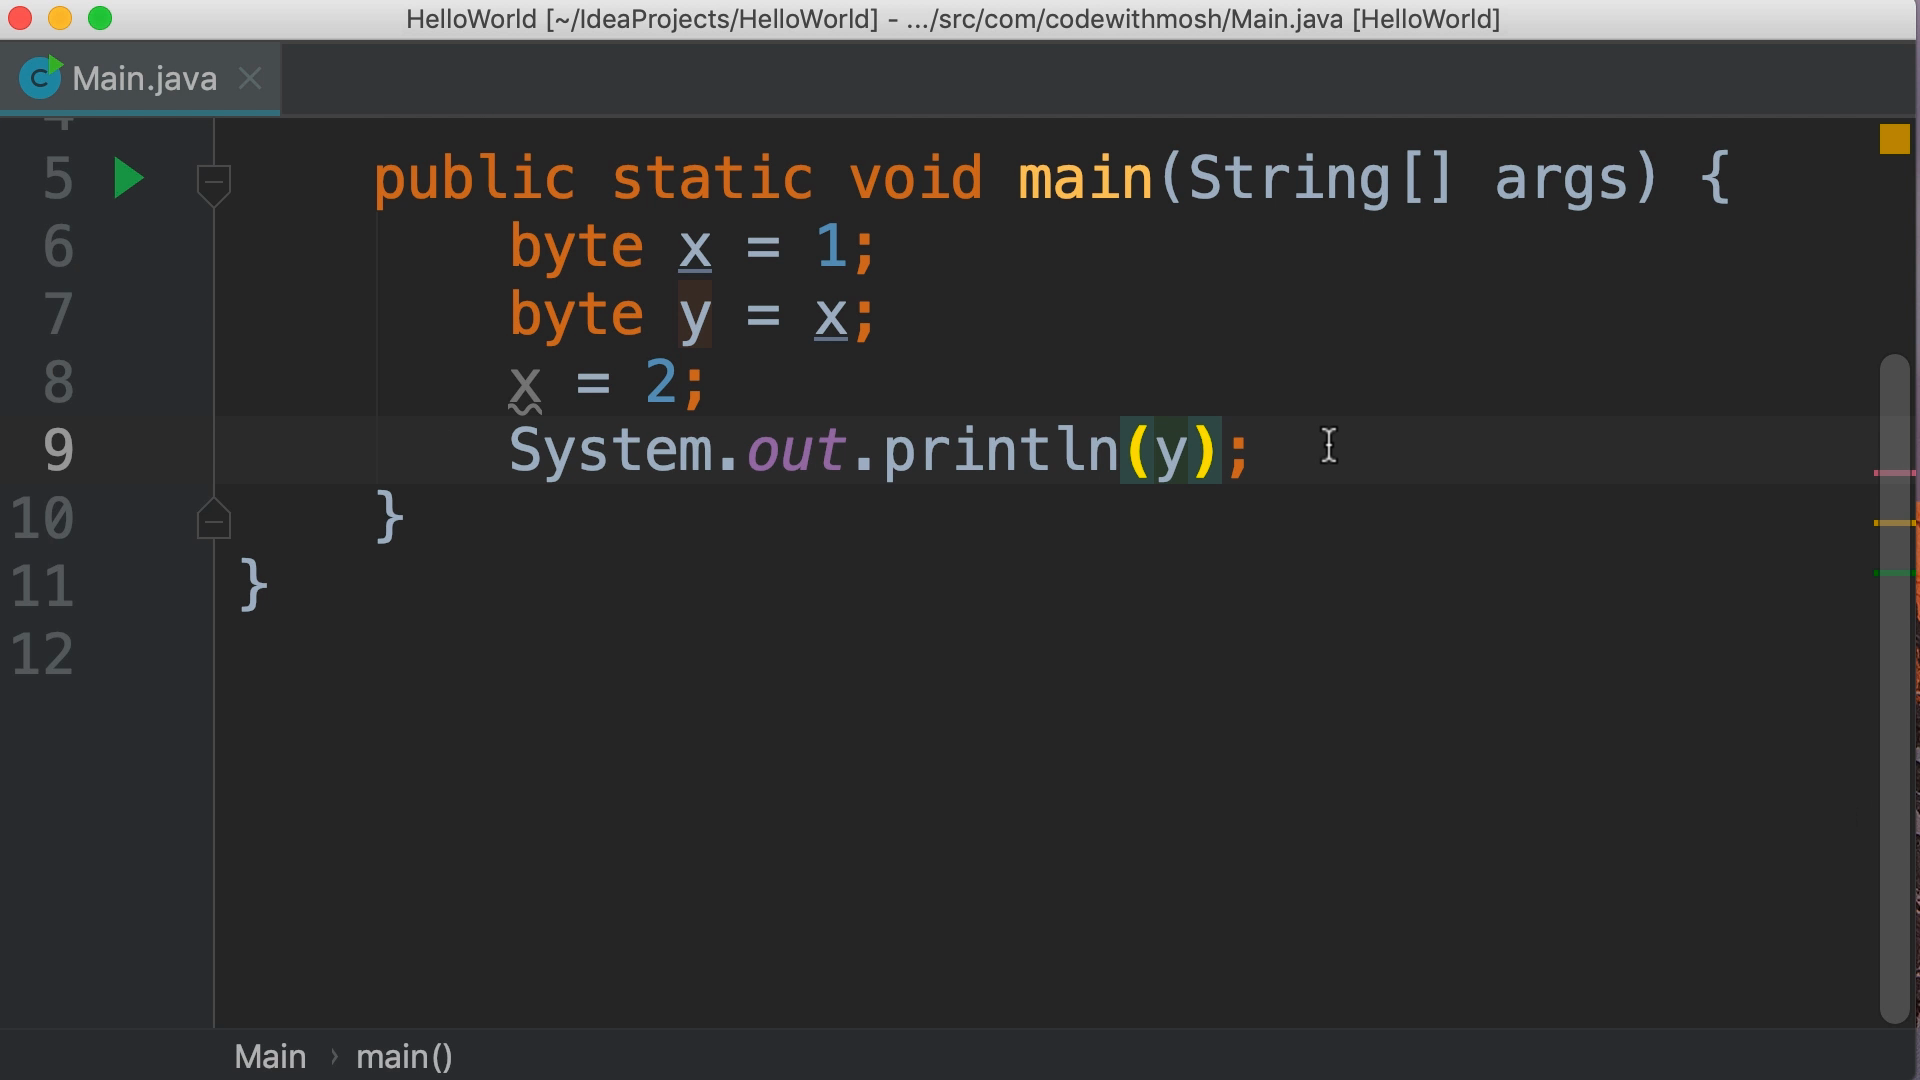 HelloWorld [~/IdeaProjects/HelloWorld] - .../src/com/codewithmosh/Main.java [HelloWorld]
C Main.java
5 public static void main(String[] args) {
6 byte x = 1;
7 byte y = x;
8 x = 2;
9 System.out.println(y);
10 }
11 }
12
Main › main()